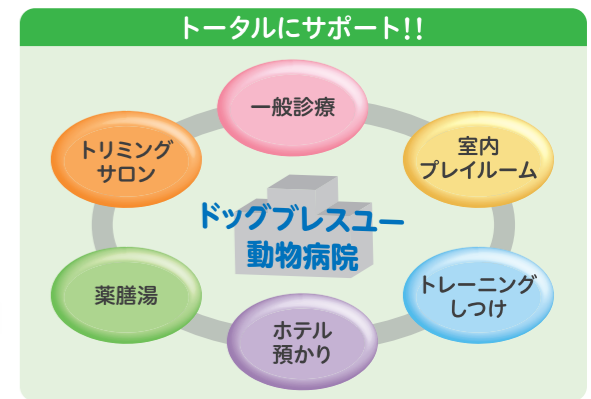 トータルにサポート!!
一般診療
トリミング
サロン
室内
プレイルーム
ドッグブレスユー
動物病院
薬膳湯
トレーニング
しつけ
ホテル
預かり